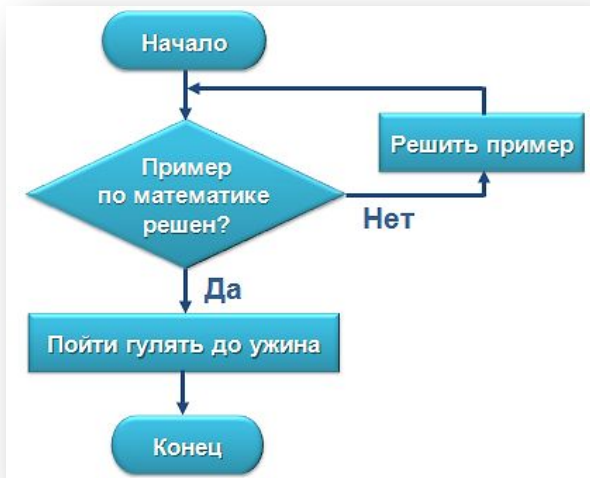 Начало
Решить пример
Пример
по математике
решен?
Нет
Да
Пойти гулять до ужина
Конец